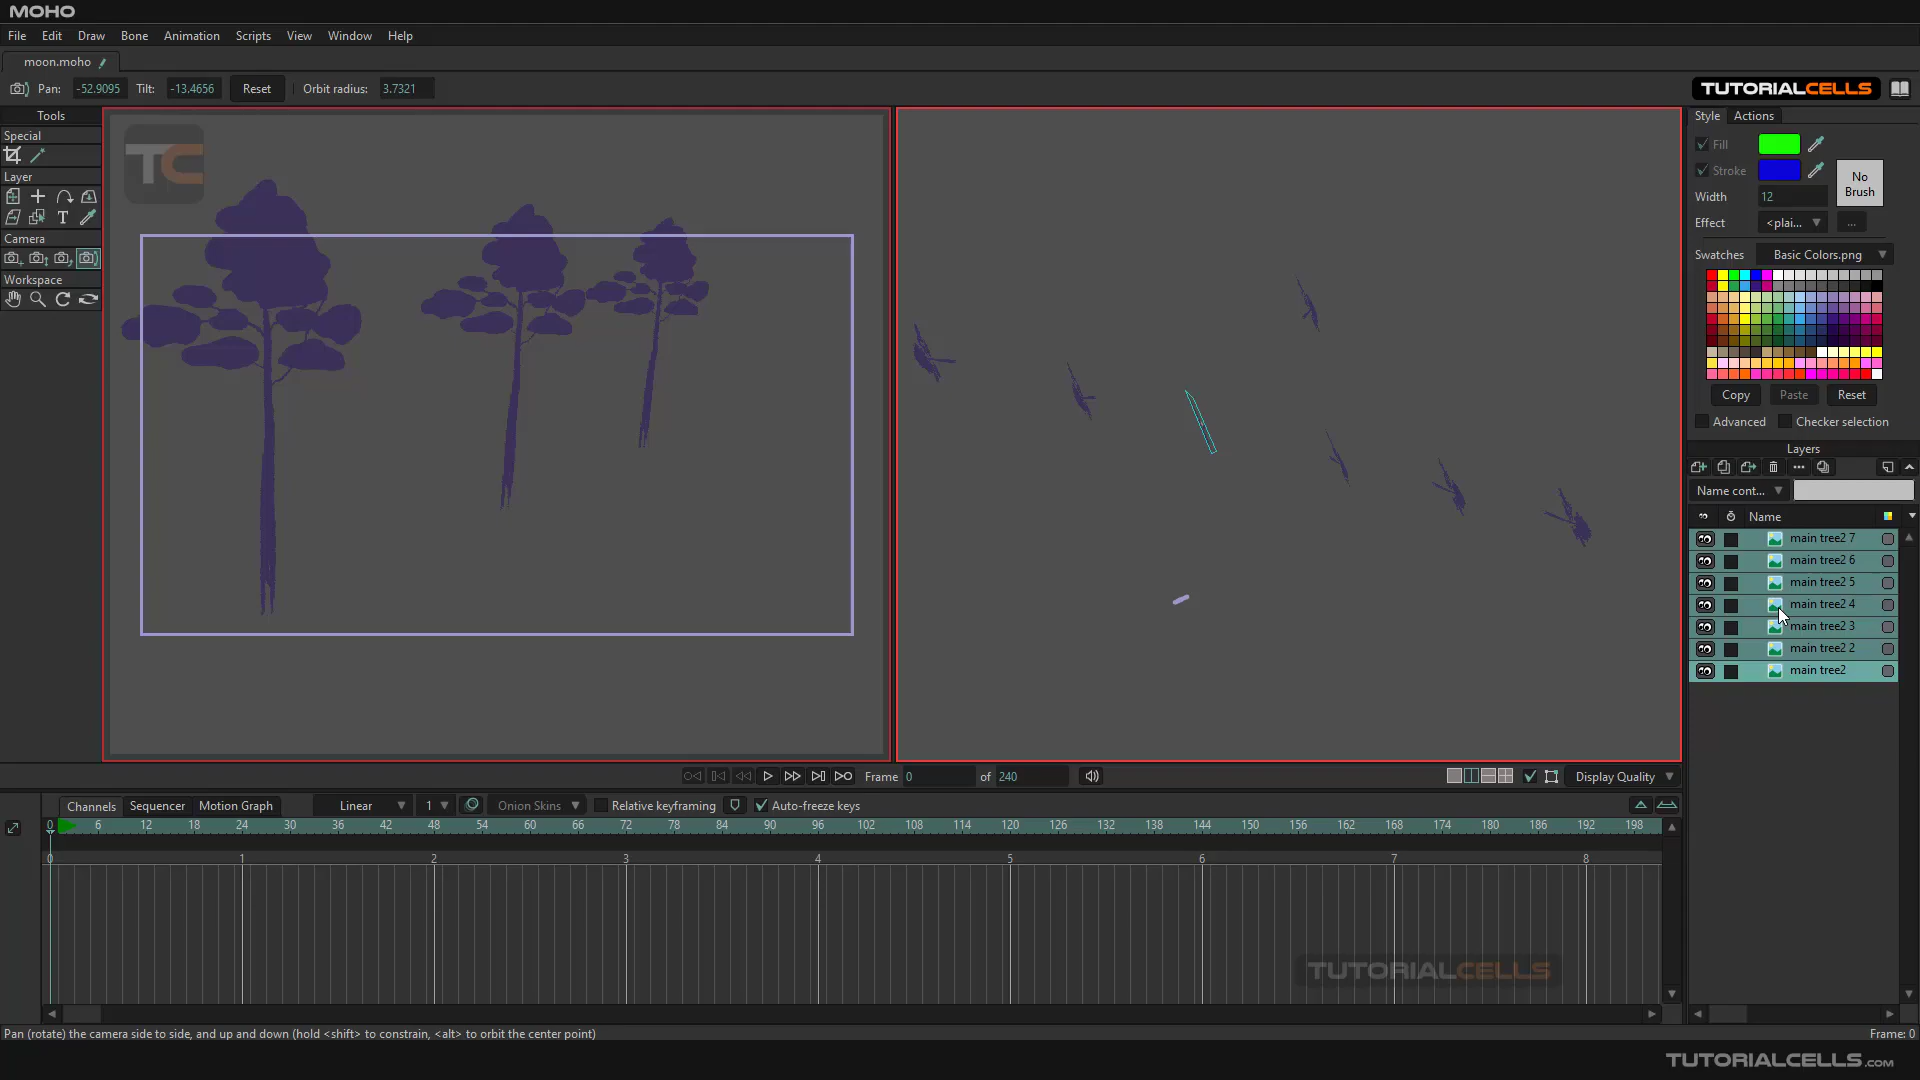 MOHO
File Edit Draw Bone Animation Scripts View Window Help
moon.moho
Pan: -52.9095 Tilt: -13.4656 Reset Orbit radius: 3.7321
TUTORIALCELLS
Tools
Special
Layer
T
Camera
Workspace
TC
Style Actions
Fill
Stroke
No
Brush
Width 12
Effect <plai... ...
Swatches Basic Colors.png
Copy Paste Reset
Advanced Checker selection
Layers
Name cont...
Name
main tree2 7
main tree2 6
main tree2 5
main tree2 4
main tree2 3
main tree2 2
main tree2
Frame 0 of 240 Display Quality
Channels Sequencer Motion Graph Linear 1 Onion Skins Relative keyframing Auto-freeze keys
0 6 12 18 24 30 36 42 48 54 60 66 72 78 84 90 96 102 108 114 120 126 132 138 144 150 156 162 168 174 180 186 192 198
0 1 2 3 4 5 6 7 8
TUTORIALCELLS
Pan (rotate) the camera side to side, and up and down (hold <shift> to constrain, <alt> to orbit the center point) Frame: 0
TUTORIALCELLS.COM